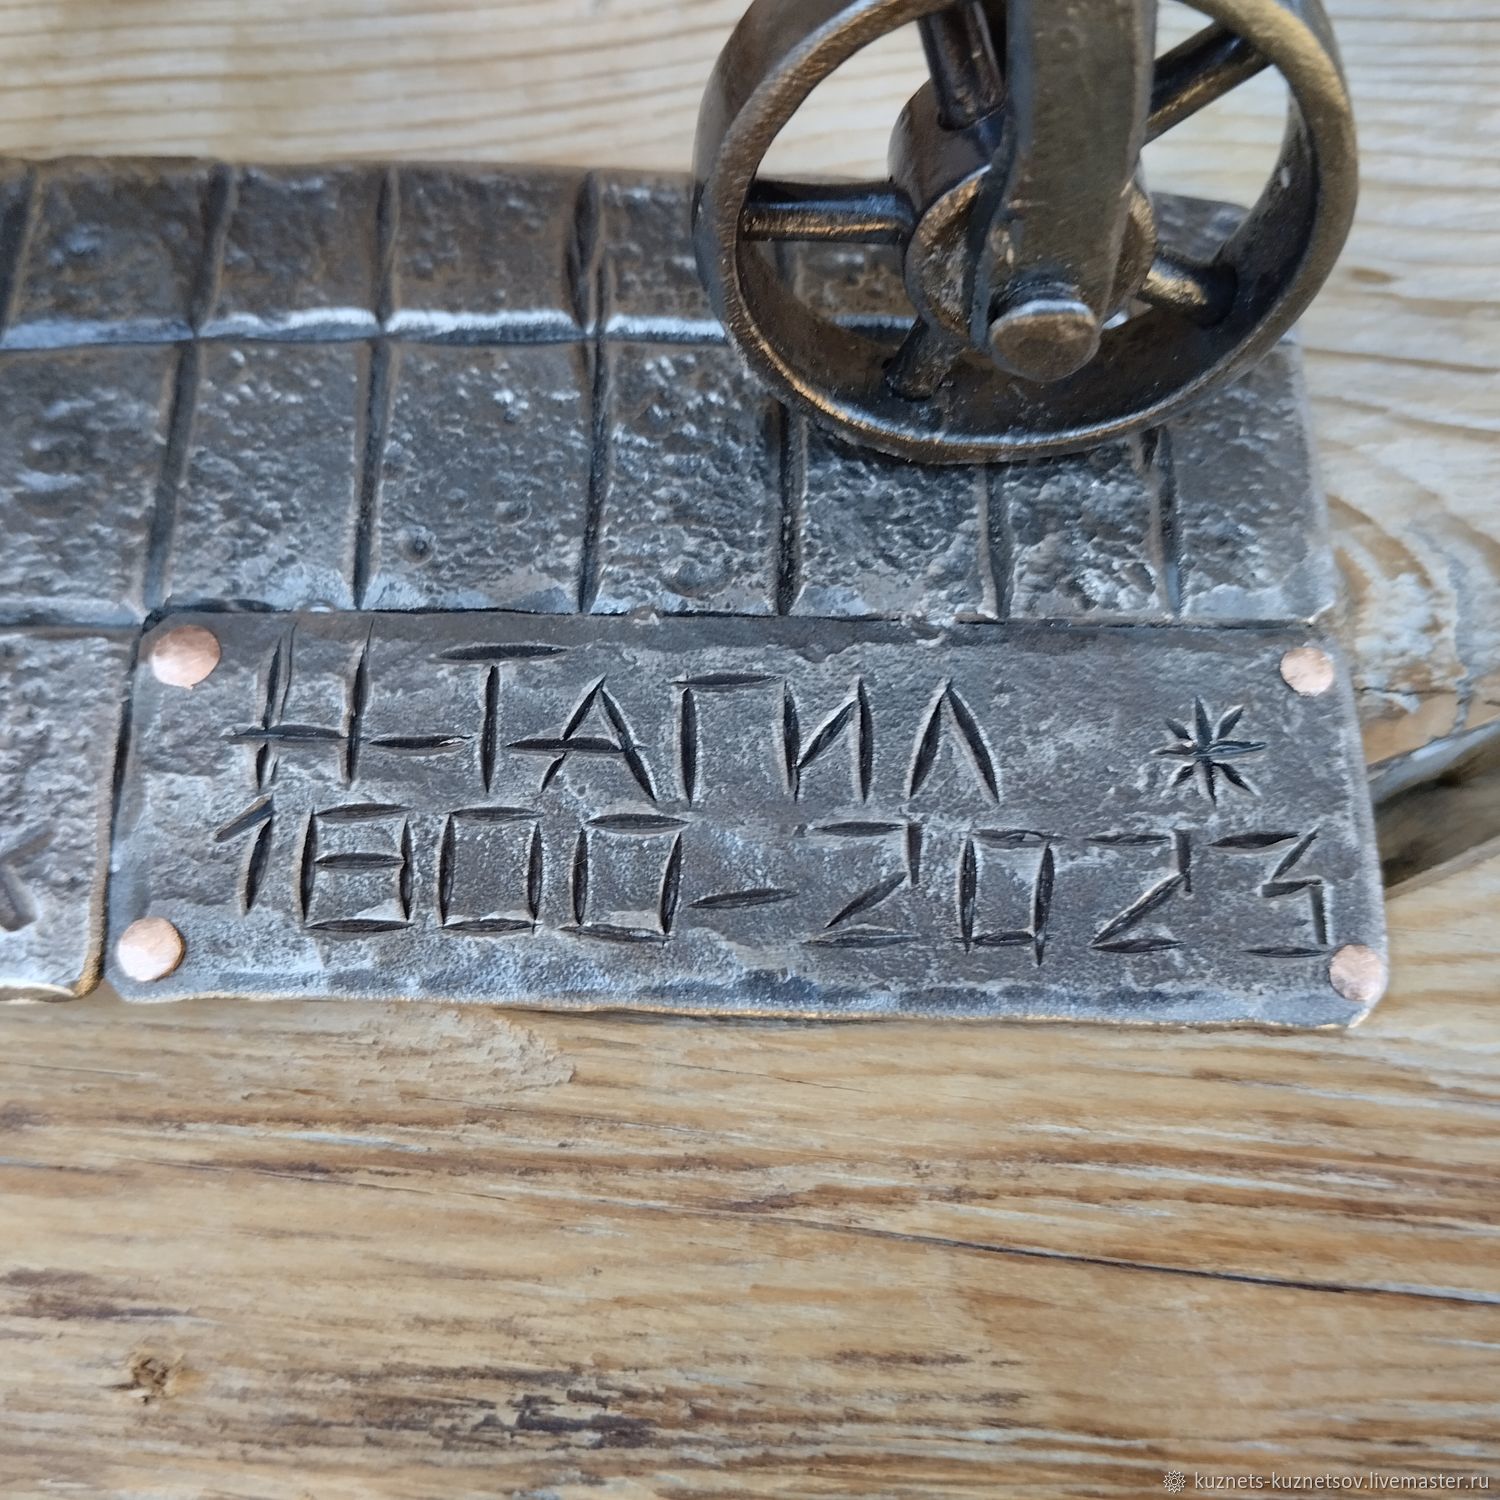 Н-ТАГИЛ *
1800-2023
К
kuznets-kuznetsov.livemaster.ru